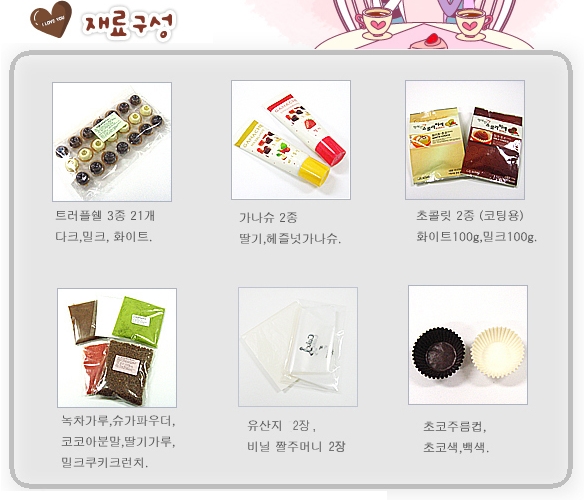 I LOVE YOU
재료구성
트러플쉘 3종 21개
다크,밀크, 화이트.
가나슈 2종
딸기,헤즐넛가나슈.
초콜릿 2종 (코팅용)
화이트100g,밀크100g.
녹차가루,슈가파우더,
코코아분말,딸기가루,
밀크쿠키크런치.
유산지 2장,
비닐 짤주머니 2장
초코주름컵,
초코색,백색.